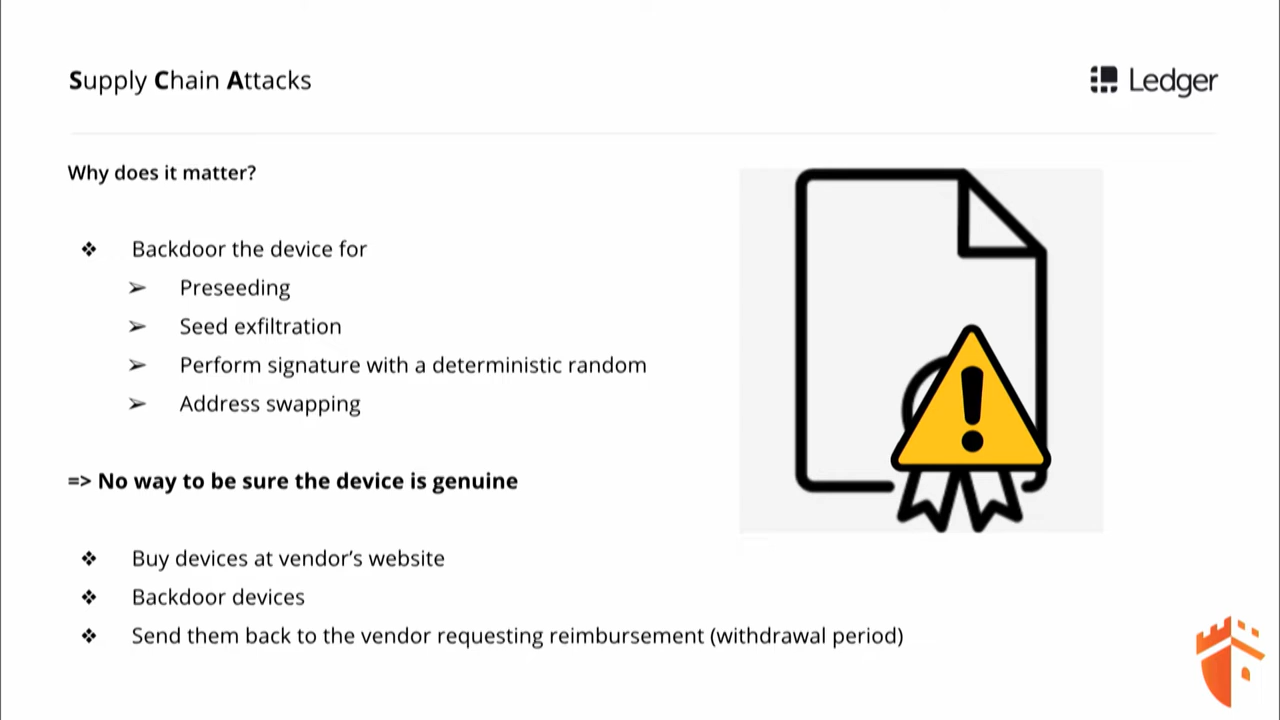 Supply Chain Attacks
Ledger
Why does it matter?
❖ Backdoor the device for
➢ Preseeding
➢ Seed exfiltration
➢ Perform signature with a deterministic random
➢ Address swapping
=> No way to be sure the device is genuine
❖ Buy devices at vendor’s website
❖ Backdoor devices
❖ Send them back to the vendor requesting reimbursement (withdrawal period)